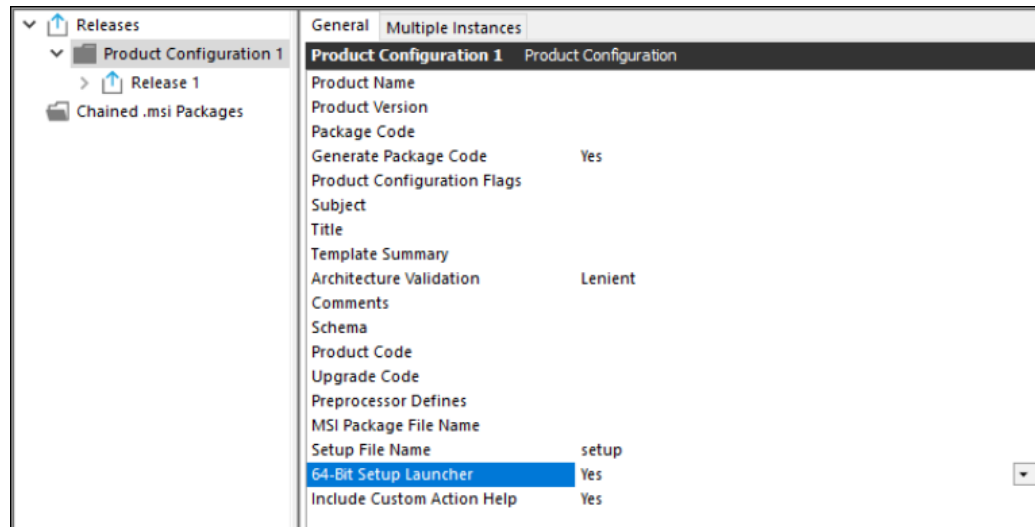 Releases
Product Configuration 1
Release 1
Chained .msi Packages
General Multiple Instances
Product Configuration 1 Product Configuration
Product Name
Product Version
Package Code
Generate Package Code Yes
Product Configuration Flags
Subject
Title
Template Summary
Architecture Validation Lenient
Comments
Schema
Product Code
Upgrade Code
Preprocessor Defines
MSI Package File Name
Setup File Name setup
64-Bit Setup Launcher Yes
Include Custom Action Help Yes